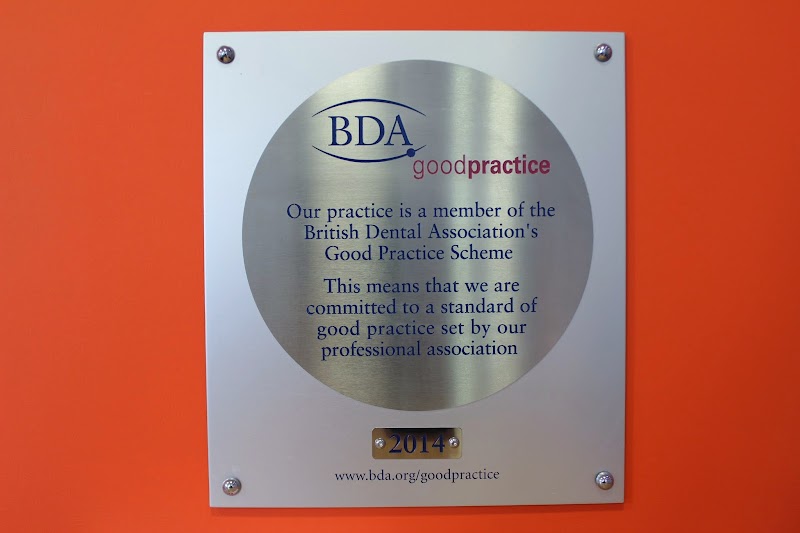 BDA
goodpractice
Our practice is a member of the
British Dental Association's
Good Practice Scheme
This means that we are
committed to a standard of
good practice set by our
professional association
2014
www.bda.org/goodpractice